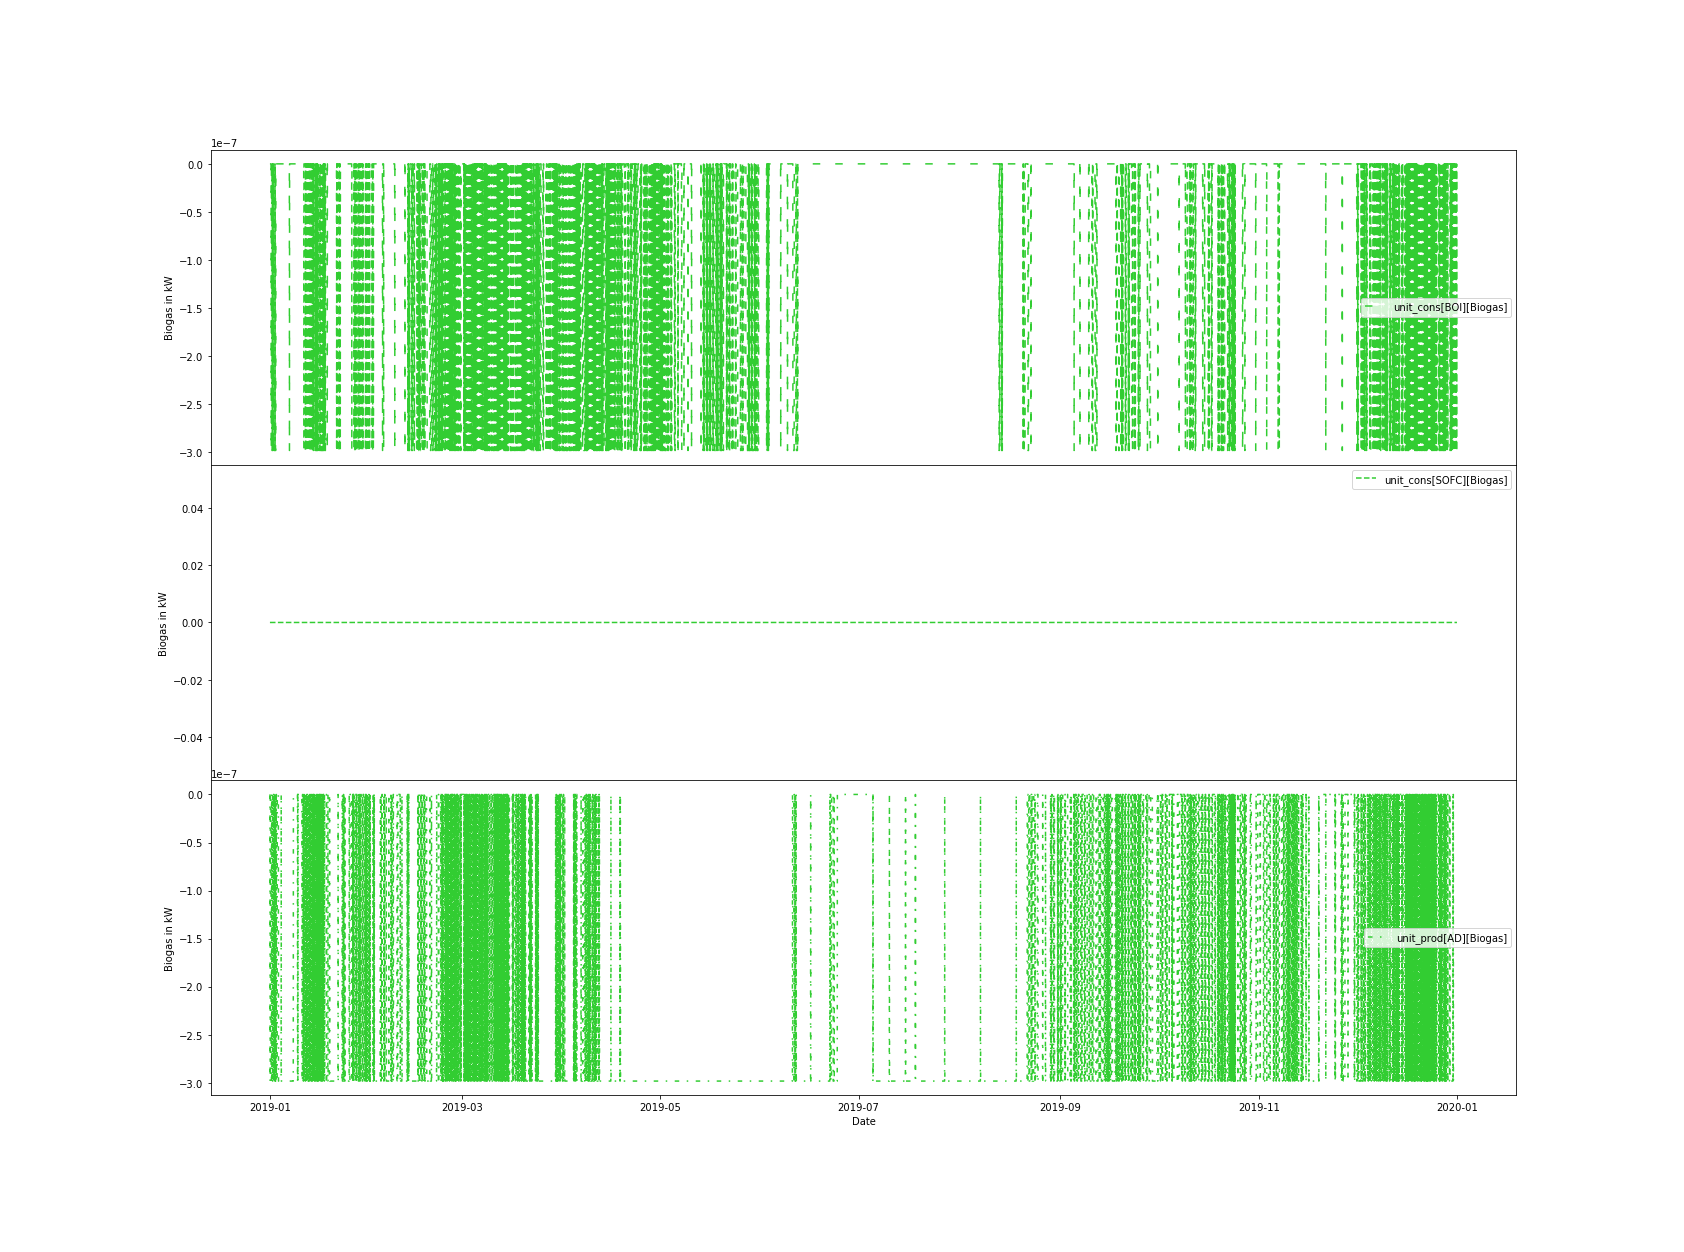 1e−7
0.0
−0.5
−1.0
−1.5
−2.0
−2.5
−3.0
Biogas in kW
unit_cons[BOI][Biogas]
unit_cons[SOFC][Biogas]
0.04
0.02
0.00
−0.02
−0.04
Biogas in kW
1e−7
0.0
−0.5
−1.0
−1.5
−2.0
−2.5
−3.0
Biogas in kW
unit_prod[AD][Biogas]
2019-01 2019-03 2019-05 2019-07 2019-09 2019-11 2020-01
Date